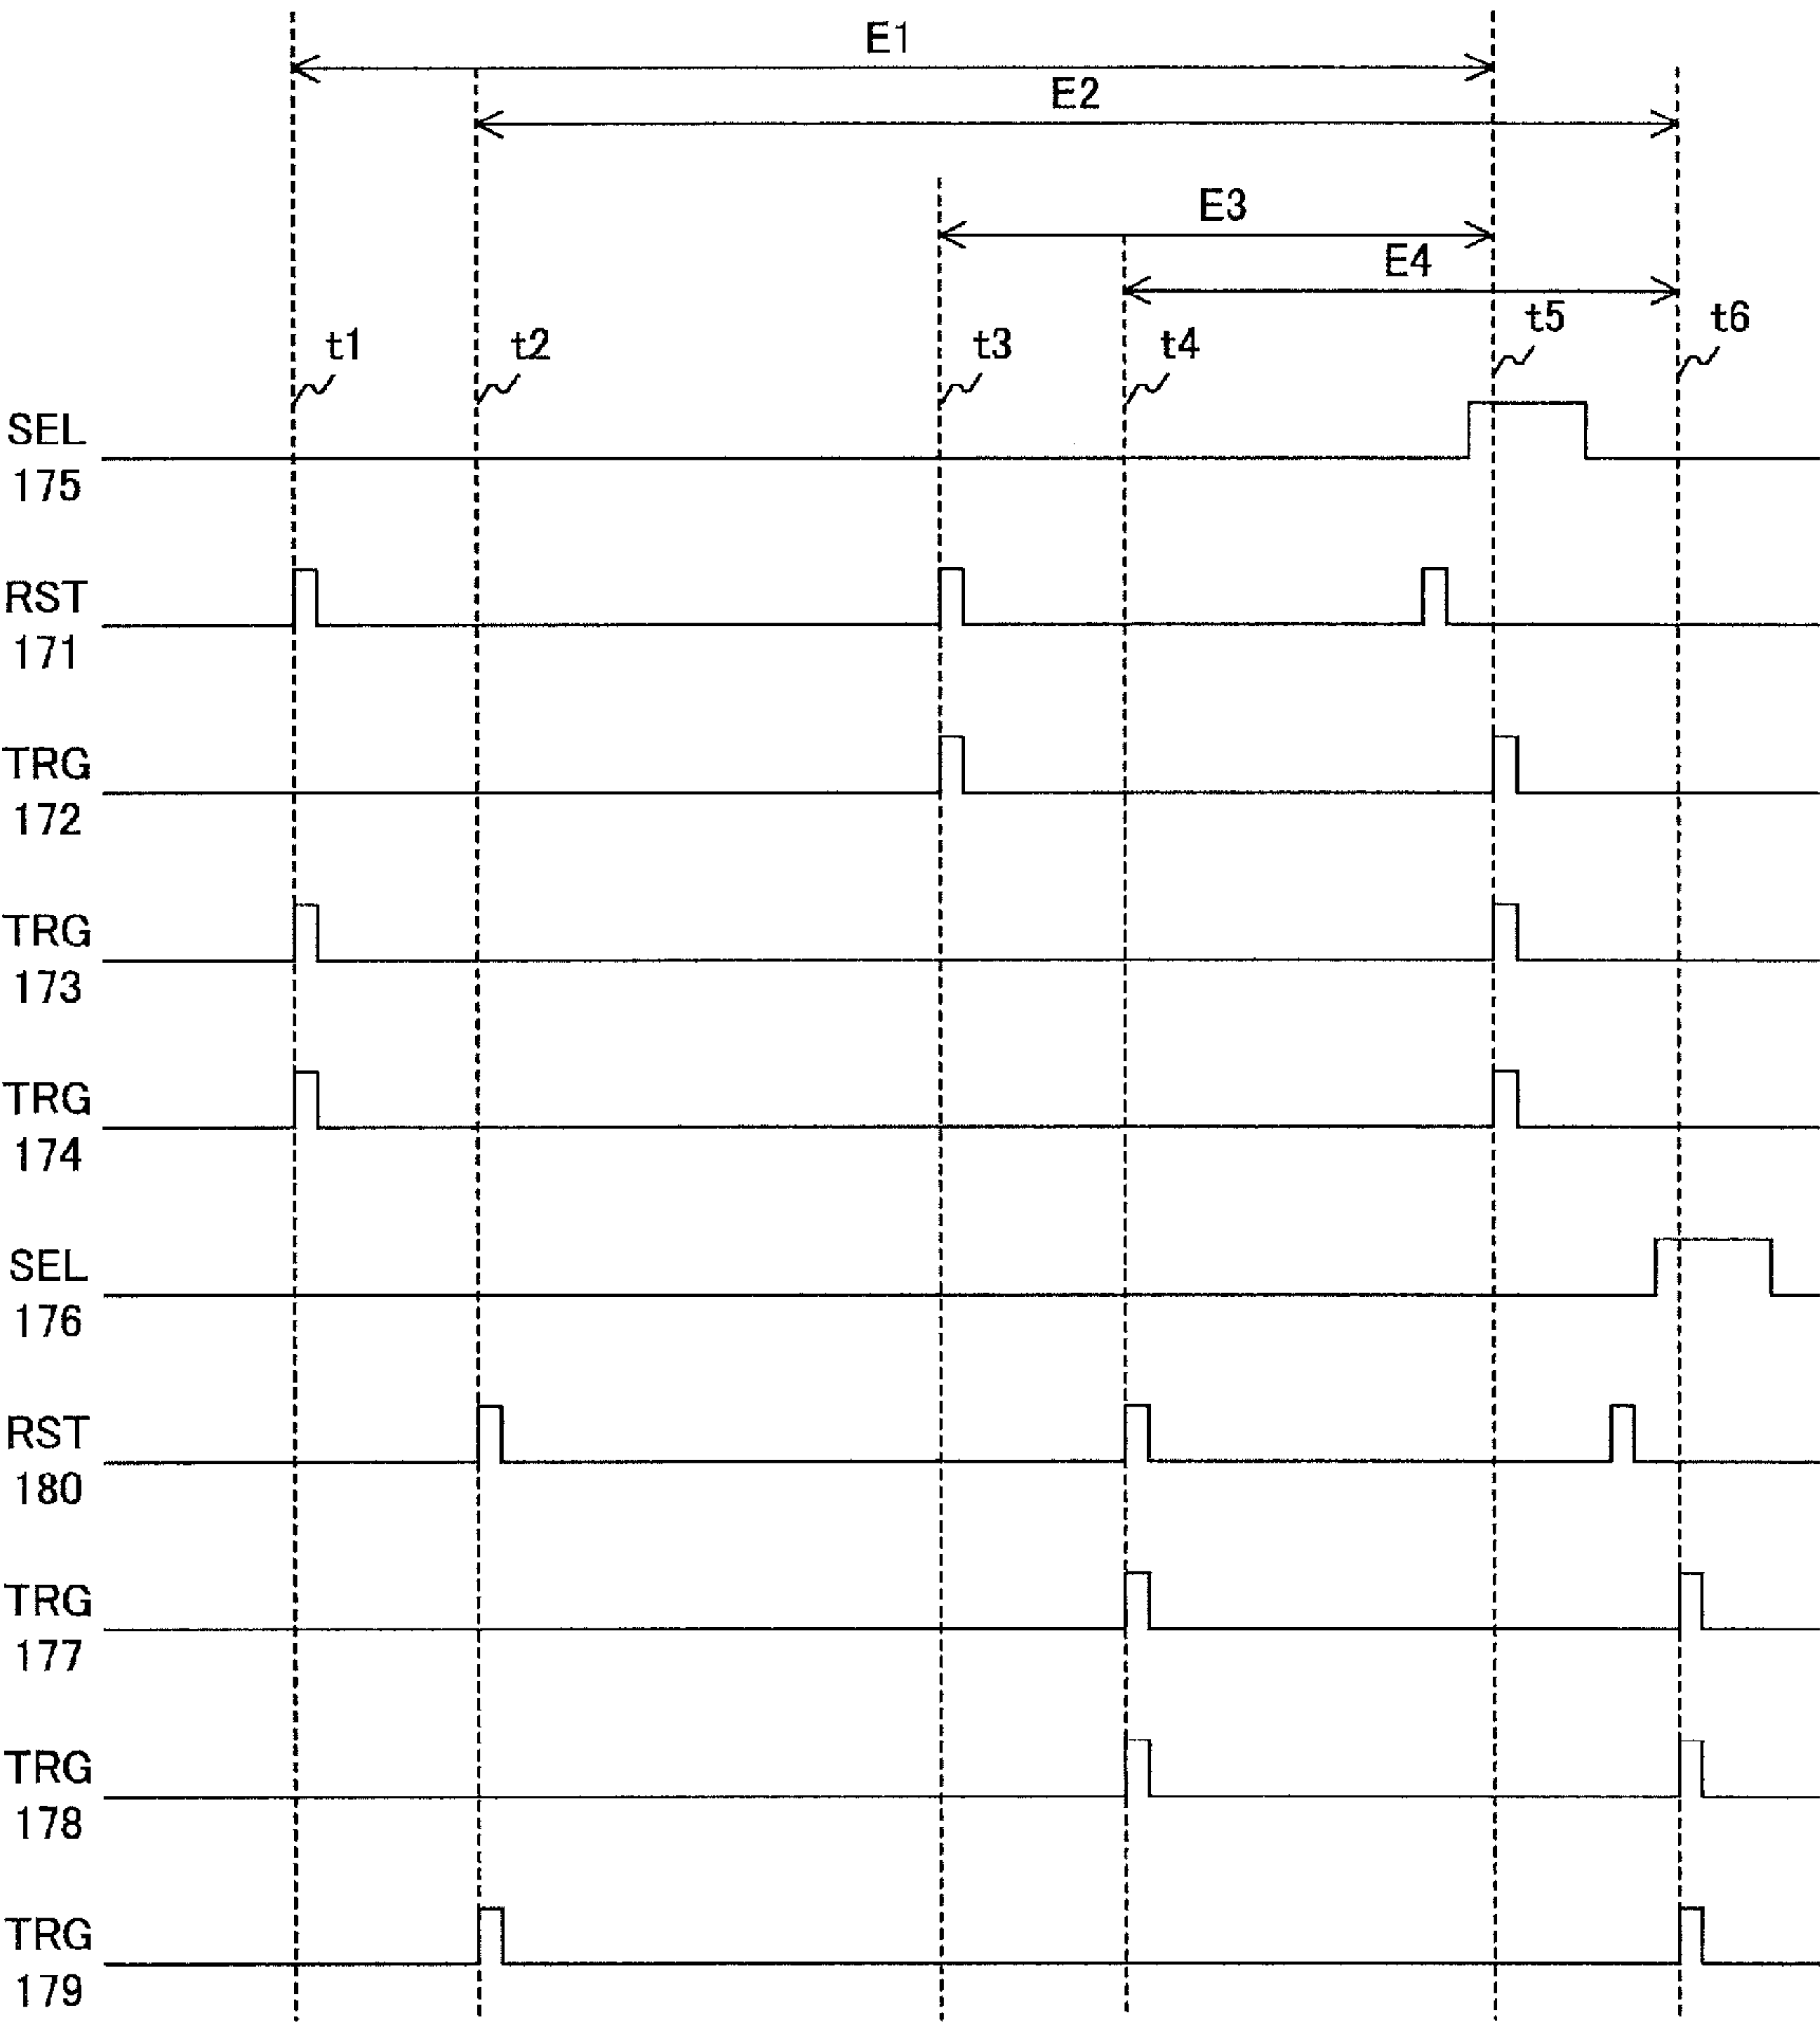 E1
E2
E3
E4
t1 t2 t3 t4 t5 t6
SEL
175
RST
171
TRG
172
TRG
173
TRG
174
SEL
176
RST
180
TRG
177
TRG
178
TRG
179